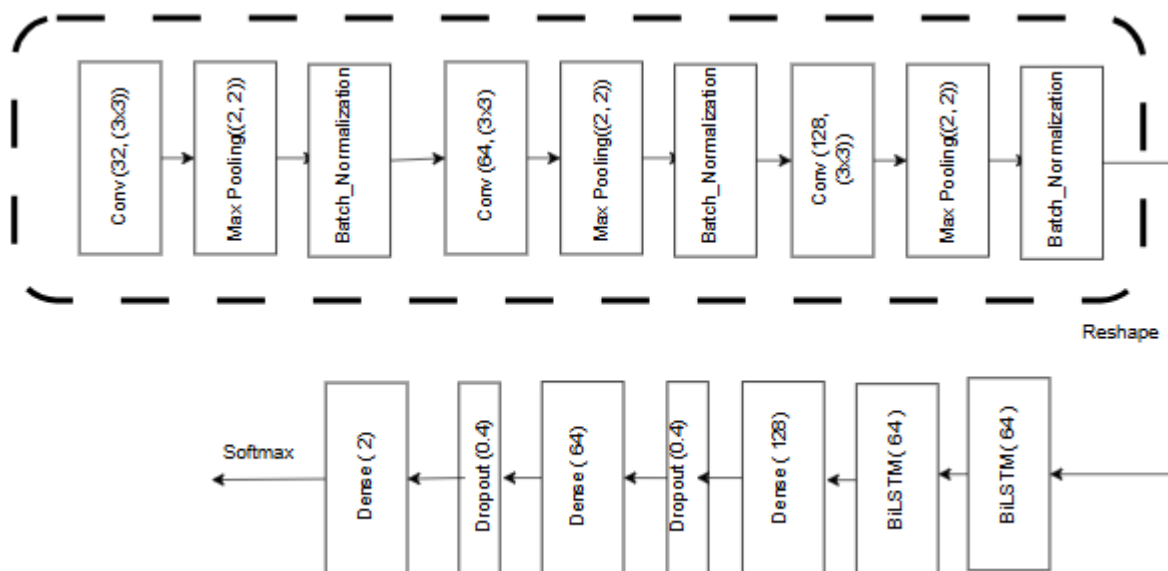 Conv (32, (3x3))
Max Pooling((2, 2))
Batch_Normalization
Conv (64, (3x3)
Max Pooling((2, 2))
Batch_Normalization
Conv (128,
(3x3))
Max Pooling((2, 2))
Batch_Normalization
Reshape
BiLSTM( 64 )
BiLSTM( 64 )
Dense ( 128)
Dropout (0.4)
Dense ( 64)
Dropout (0.4)
Dense ( 2)
Softmax